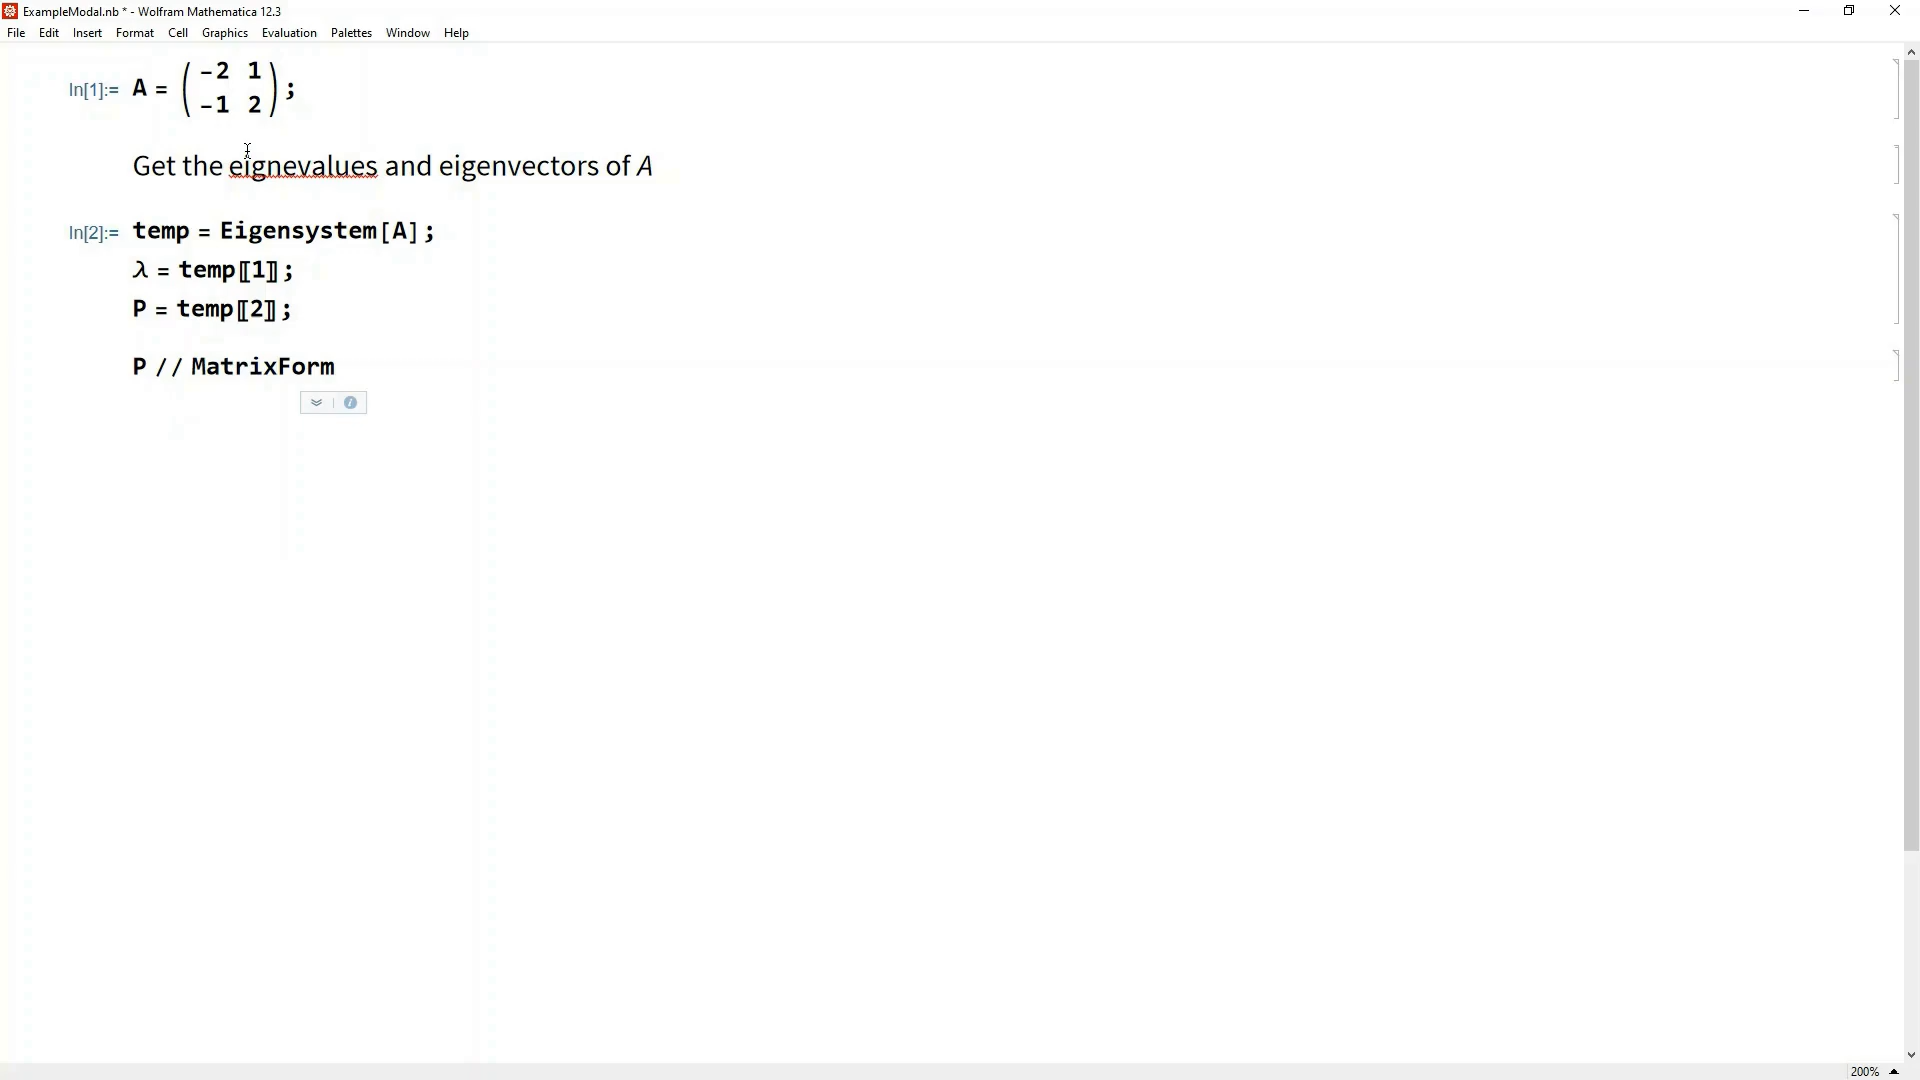 ExampleModal.nb * - Wolfram Mathematica 12.3
File Edit Insert Format Cell Graphics Evaluation Palettes Window Help
In[1]:= A = ( -2 1
-1 2 ) ;
Get the eignevalues and eigenvectors of A
In[2]:= temp = Eigensystem[A];
λ = temp〚1〛;
P = temp〚2〛;
P // MatrixForm
200%